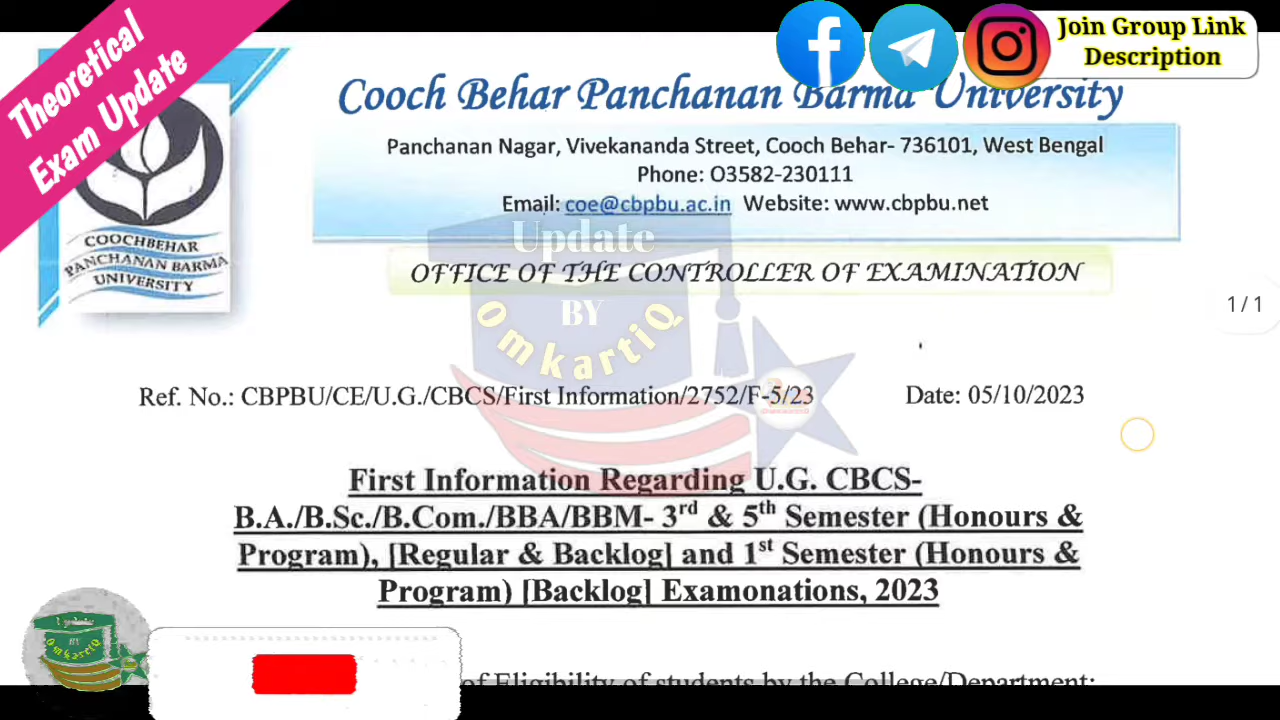 Theoretical
Exam Update
Join Group Link
Description
Cooch Behar Panchanan Barma University
Panchanan Nagar, Vivekananda Street, Cooch Behar- 736101, West Bengal
Phone: O3582-230111
Email: coe@cbpbu.ac.in Website: www.cbpbu.net
COOCHBEHAR
PANCHANAN BARMA
UNIVERSITY
OFFICE OF THE CONTROLLER OF EXAMINATION
Update
BY
OmkartiQ
1 / 1
Ref. No.: CBPBU/CE/U.G./CBCS/First Information/2752/F-5/23 Date: 05/10/2023
First Information Regarding U.G. CBCS-
B.A./B.Sc./B.Com./BBA/BBM- 3rd & 5th Semester (Honours &
Program), [Regular & Backlog] and 1st Semester (Honours &
Program) [Backlog] Examonations, 2023
of Eligibility of students by the College/Department:
BY
OmkartiQ